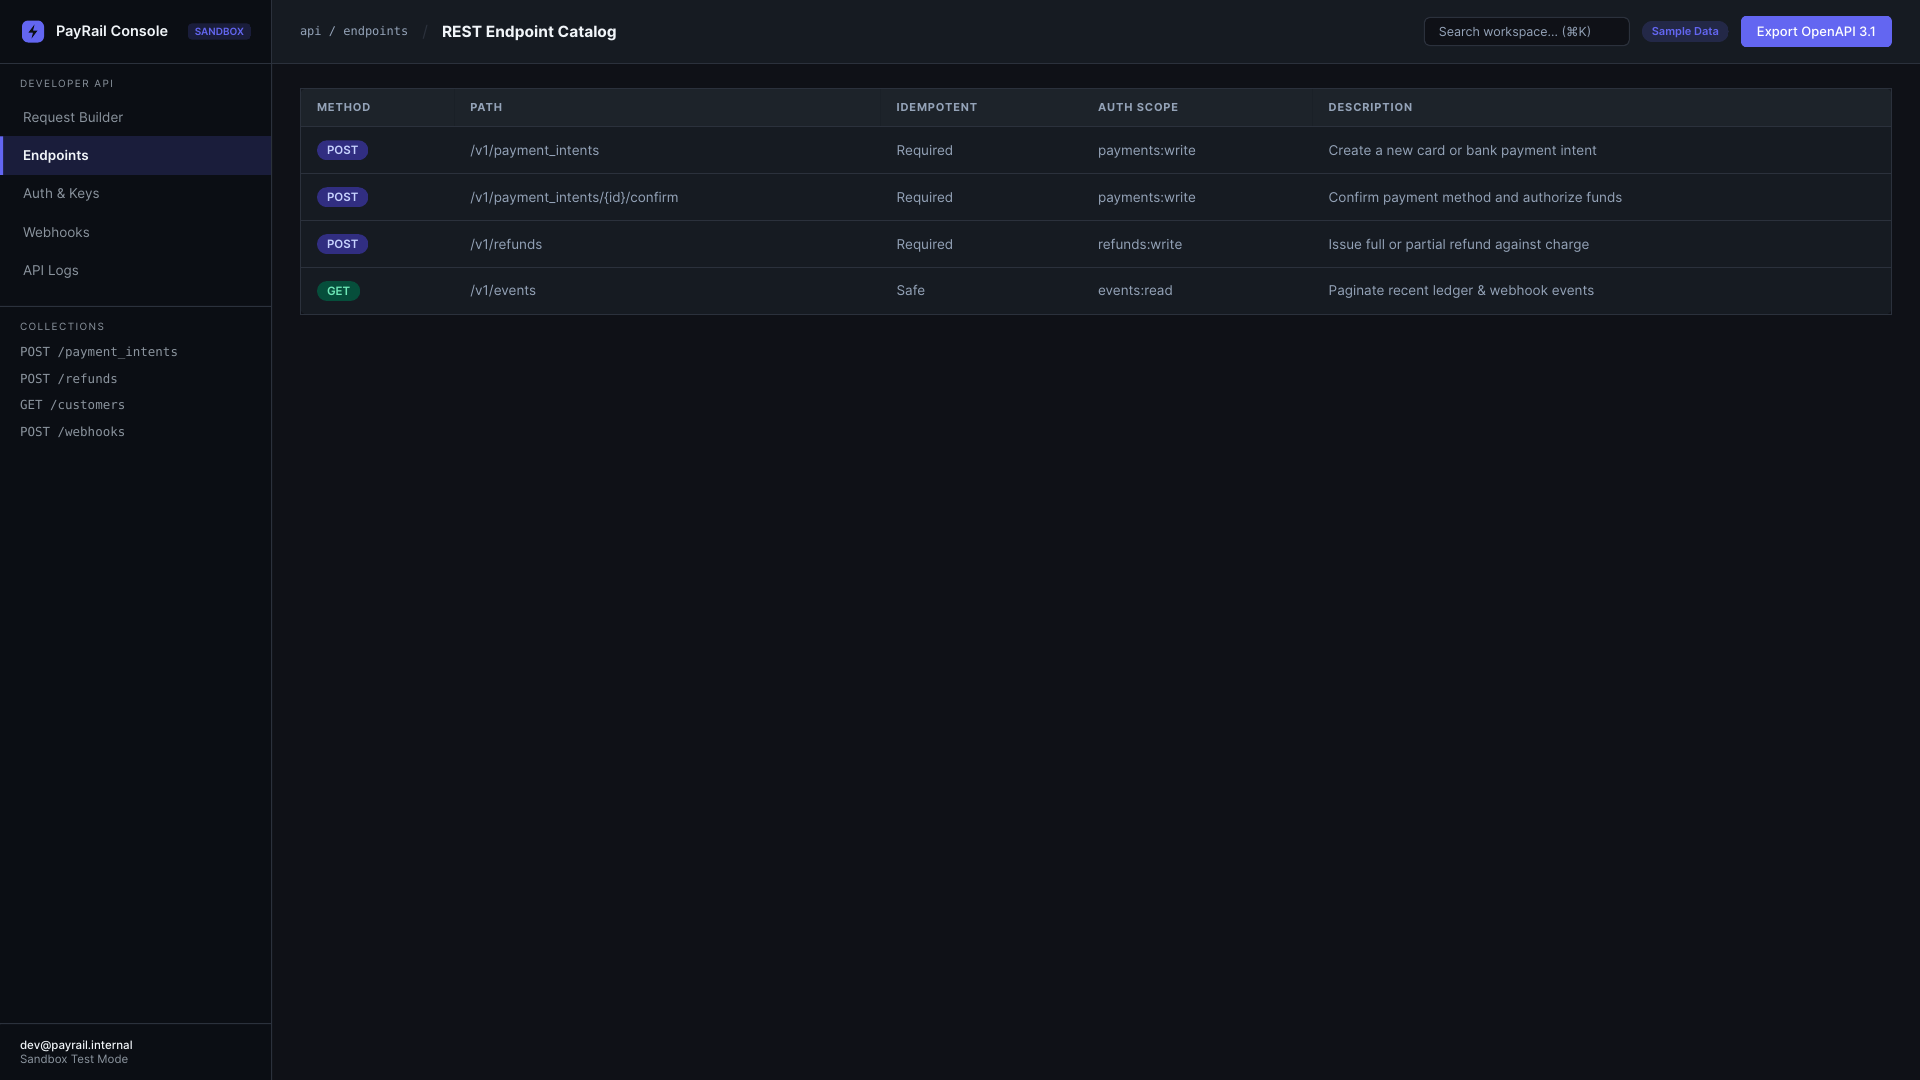 PayRail Console SANDBOX
DEVELOPER API
Request Builder
Endpoints
Auth & Keys
Webhooks
API Logs
COLLECTIONS
POST /payment_intents
POST /refunds
GET /customers
POST /webhooks
dev@payrail.internal
Sandbox Test Mode
api / endpoints / REST Endpoint Catalog Search workspace... (⌘K) Sample Data Export OpenAPI 3.1
METHOD PATH IDEMPOTENT AUTH SCOPE DESCRIPTION
POST /v1/payment_intents Required payments:write Create a new card or bank payment intent
POST /v1/payment_intents/{id}/confirm Required payments:write Confirm payment method and authorize funds
POST /v1/refunds Required refunds:write Issue full or partial refund against charge
GET /v1/events Safe events:read Paginate recent ledger & webhook events